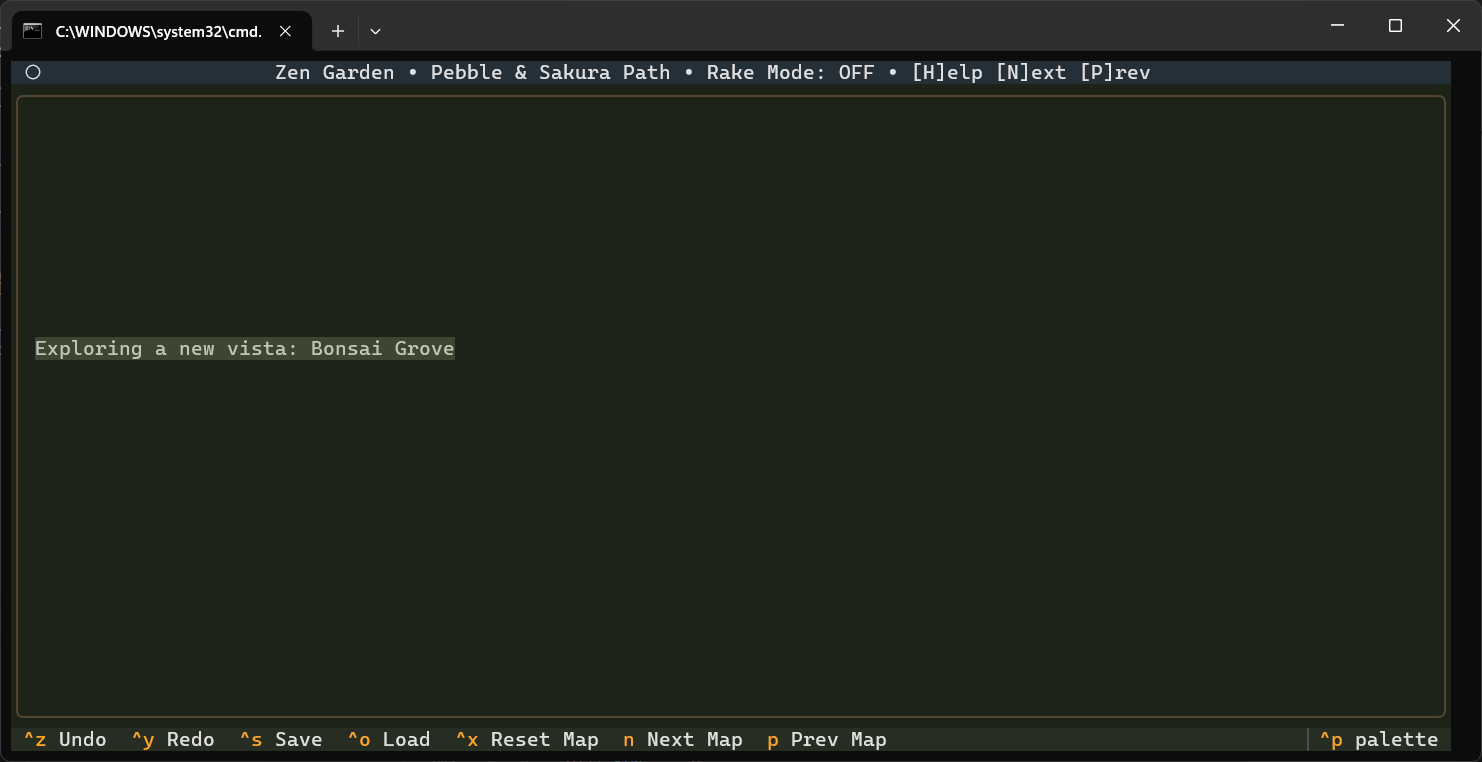 C:\WINDOWS\system32\cmd.
Zen Garden • Pebble & Sakura Path • Rake Mode: OFF • [H]elp [N]ext [P]rev
Exploring a new vista: Bonsai Grove
^z Undo ^y Redo ^s Save ^o Load ^x Reset Map n Next Map p Prev Map ^p palette